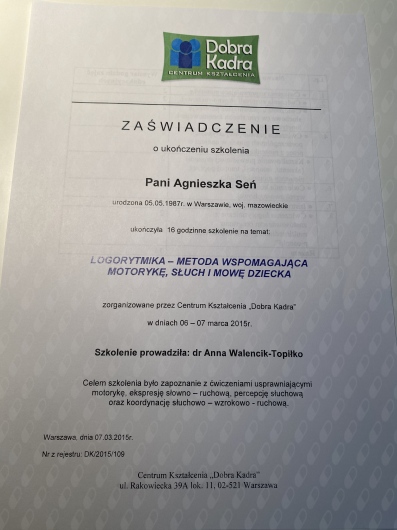 Dobra
Kadra
CENTRUM KSZTAŁCENIA
ZAŚWIADCZENIE
o ukończeniu szkolenia
Pani Agnieszka Seń
urodzona 05.05.1987r. w Warszawie, woj. mazowieckie
ukończyła 16 godzinne szkolenie na temat:
LOGORYTMIKA – METODA WSPOMAGAJĄCA
MOTORYKĘ, SŁUCH I MOWĘ DZIECKA
zorganizowane przez Centrum Kształcenia „Dobra Kadra"
w dniach 06 – 07 marca 2015r.
Szkolenie prowadziła: dr Anna Walencik-Topiłko
Celem szkolenia było zapoznanie z ćwiczeniami usprawniającymi
motorykę, ekspresję słowno – ruchową, percepcję słuchową
oraz koordynację słuchowo – wzrokowo - ruchową.
Warszawa, dnia 07.03.2015r.
Nr z rejestru: DK/2015/109
Centrum Kształcenia „Dobra Kadra"
ul. Rakowiecka 39A lok. 11, 02-521 Warszawa